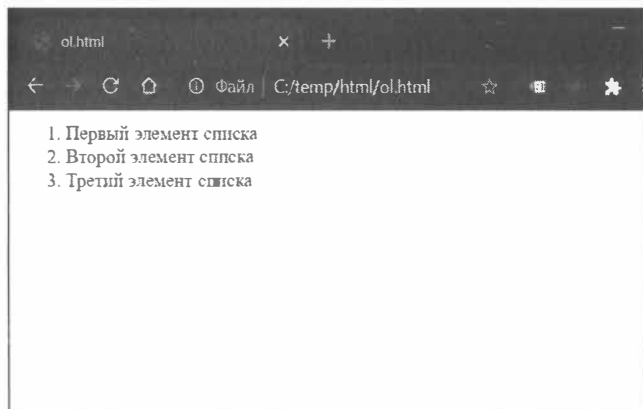 ol.html
Файл C:/temp/html/ol.html
1. Первый элемент списка
2. Второй элемент списка
3. Третий элемент списка